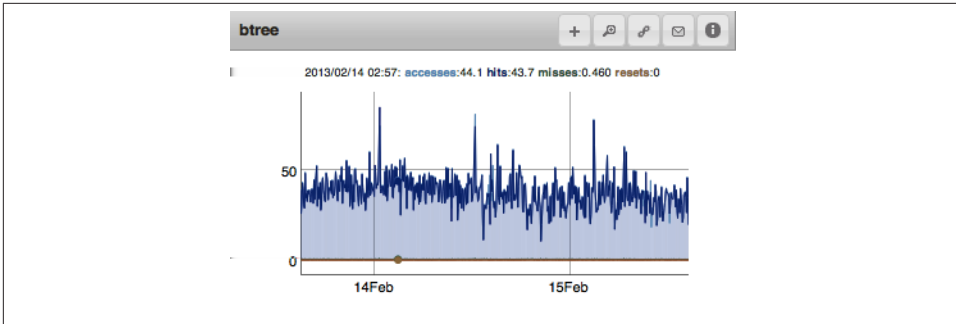 btree
2013/02/14 02:57: accesses:44.1 hits:43.7 misses:0.460 resets:0
50
0
14Feb
15Feb